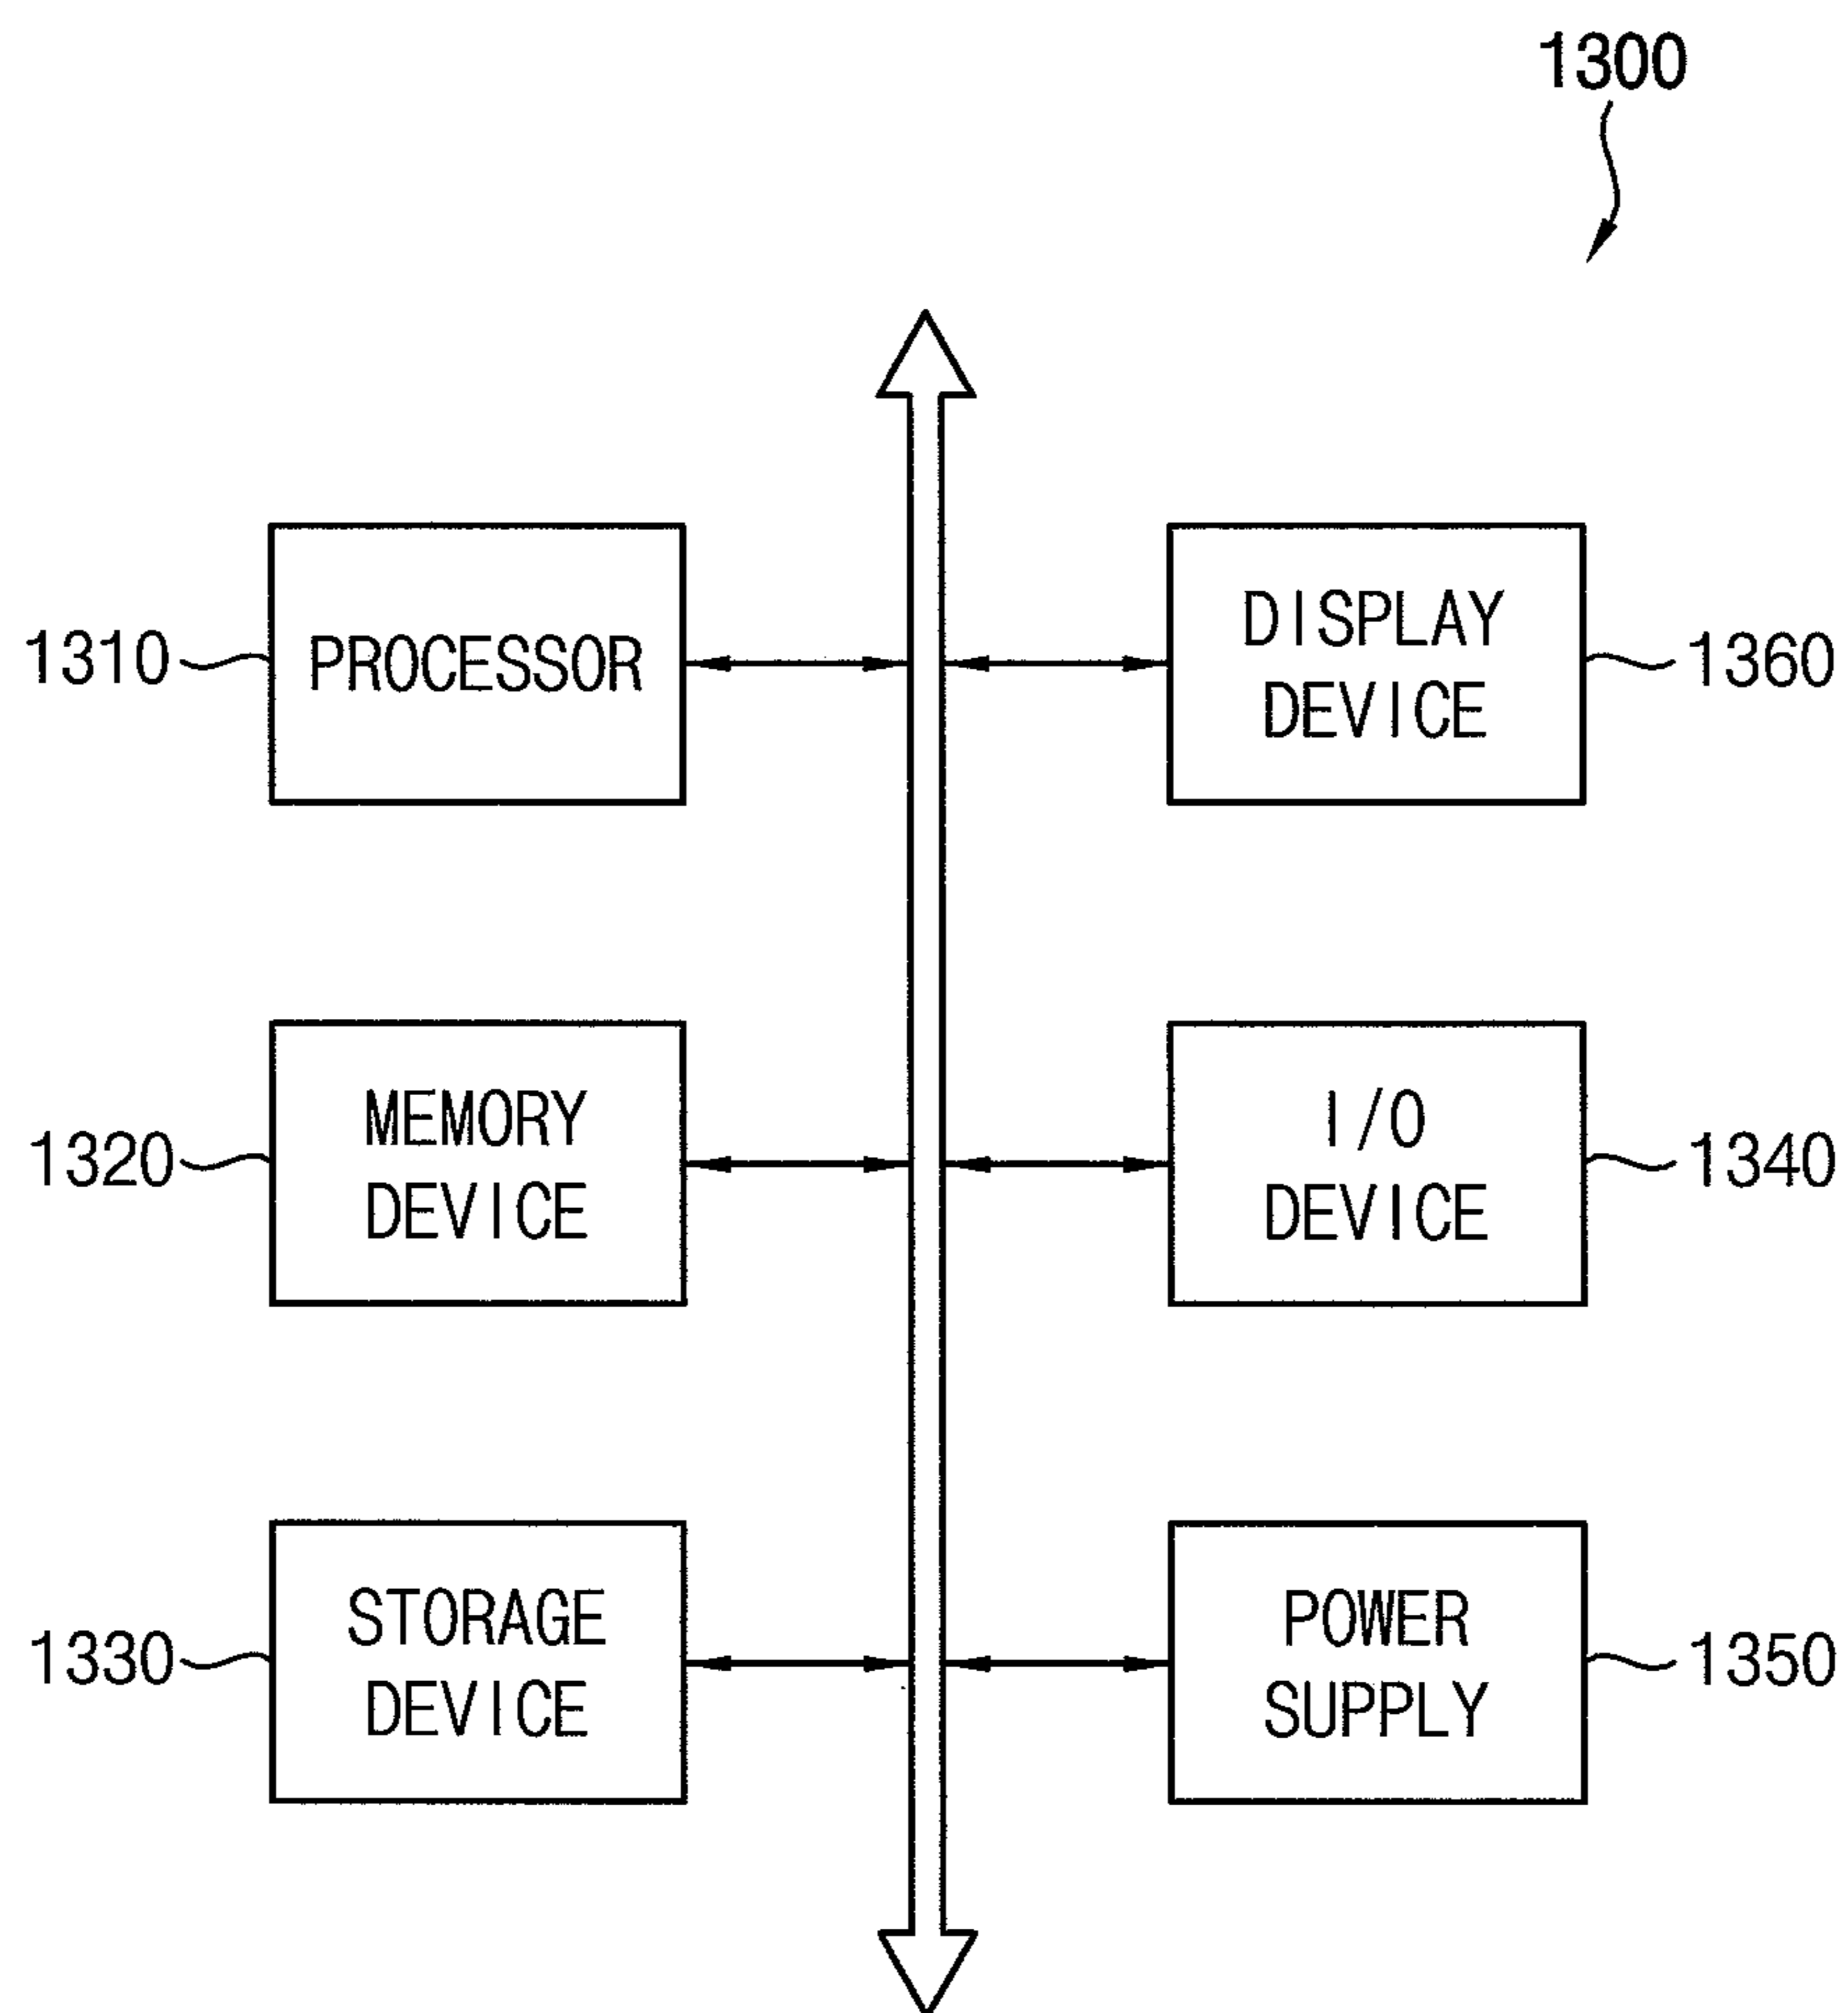 1300
1310
PROCESSOR
DISPLAY
DEVICE
1360
1320
MEMORY
DEVICE
I/O
DEVICE
1340
1330
STORAGE
DEVICE
POWER
SUPPLY
1350